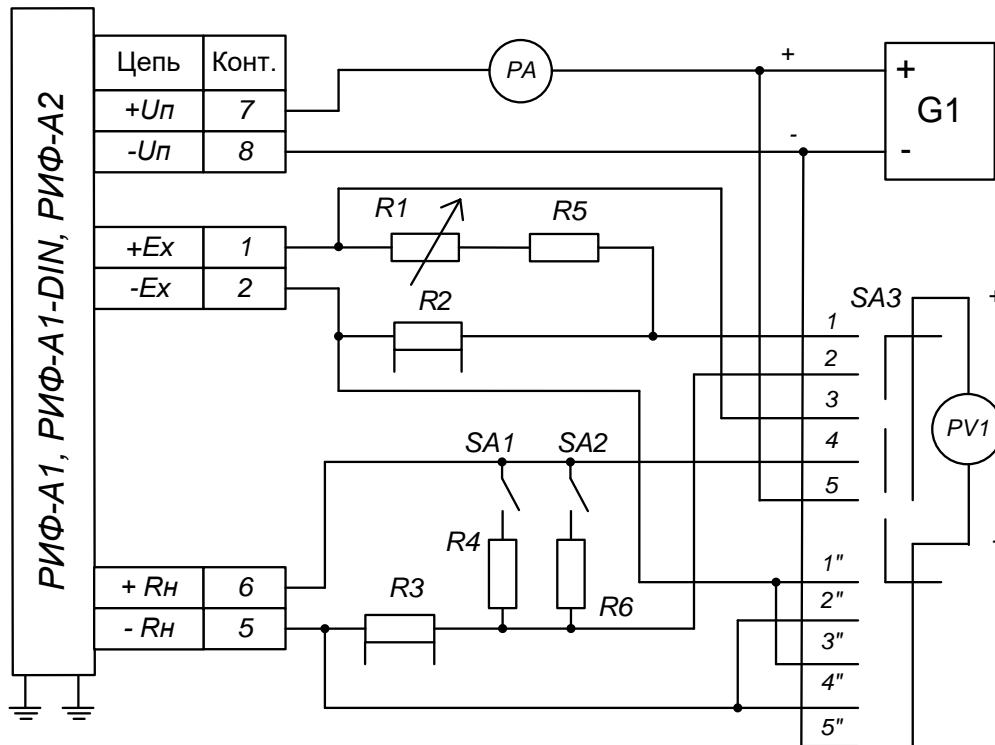 РИФ-А1, РИФ-А1-DIN, РИФ-А2
Цепь Конт.
+Uп 7
-Uп 8
+Ex 1
-Ex 2
+ Rн 6
- Rн 5
PA
+
-
+
G1
-
R1
R5
R2
SA3
+
1
2
3
4
5
PV1
-
SA1
SA2
R4
R3
R6
1"
2"
3"
4"
5"